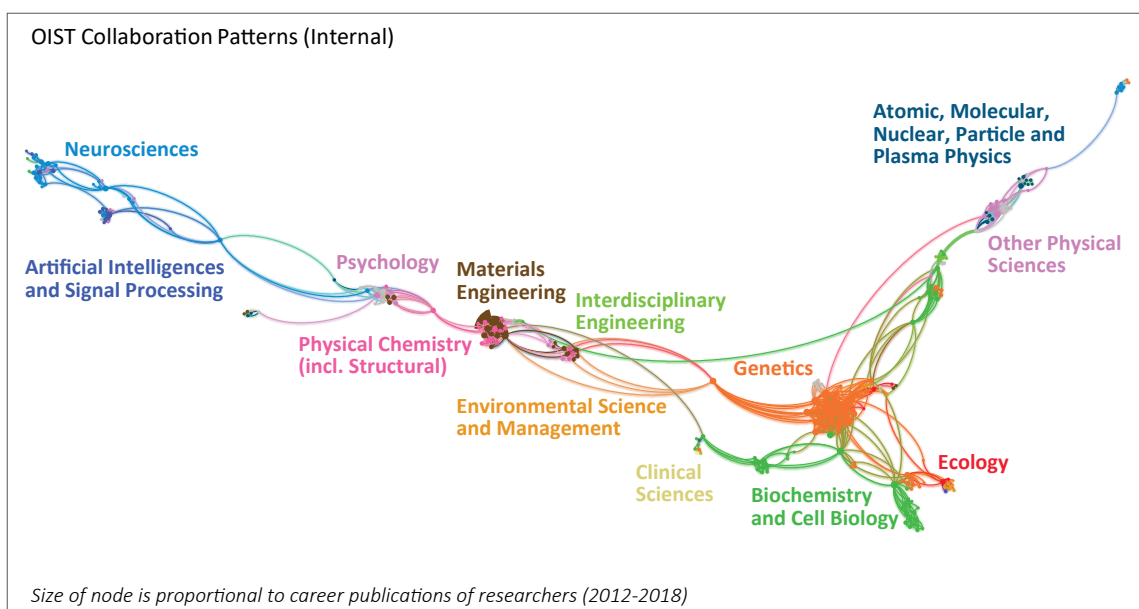 OIST Collaboration Patterns (Internal)
Neurosciences
Artificial Intelligences
and Signal Processing
Psychology
Physical Chemistry
(incl. Structural)
Materials
Engineering
Interdisciplinary
Engineering
Environmental Science
and Management
Genetics
Clinical
Sciences
Biochemistry
and Cell Biology
Ecology
Atomic, Molecular,
Nuclear, Particle and
Plasma Physics
Other Physical
Sciences
Size of node is proportional to career publications of researchers (2012-2018)